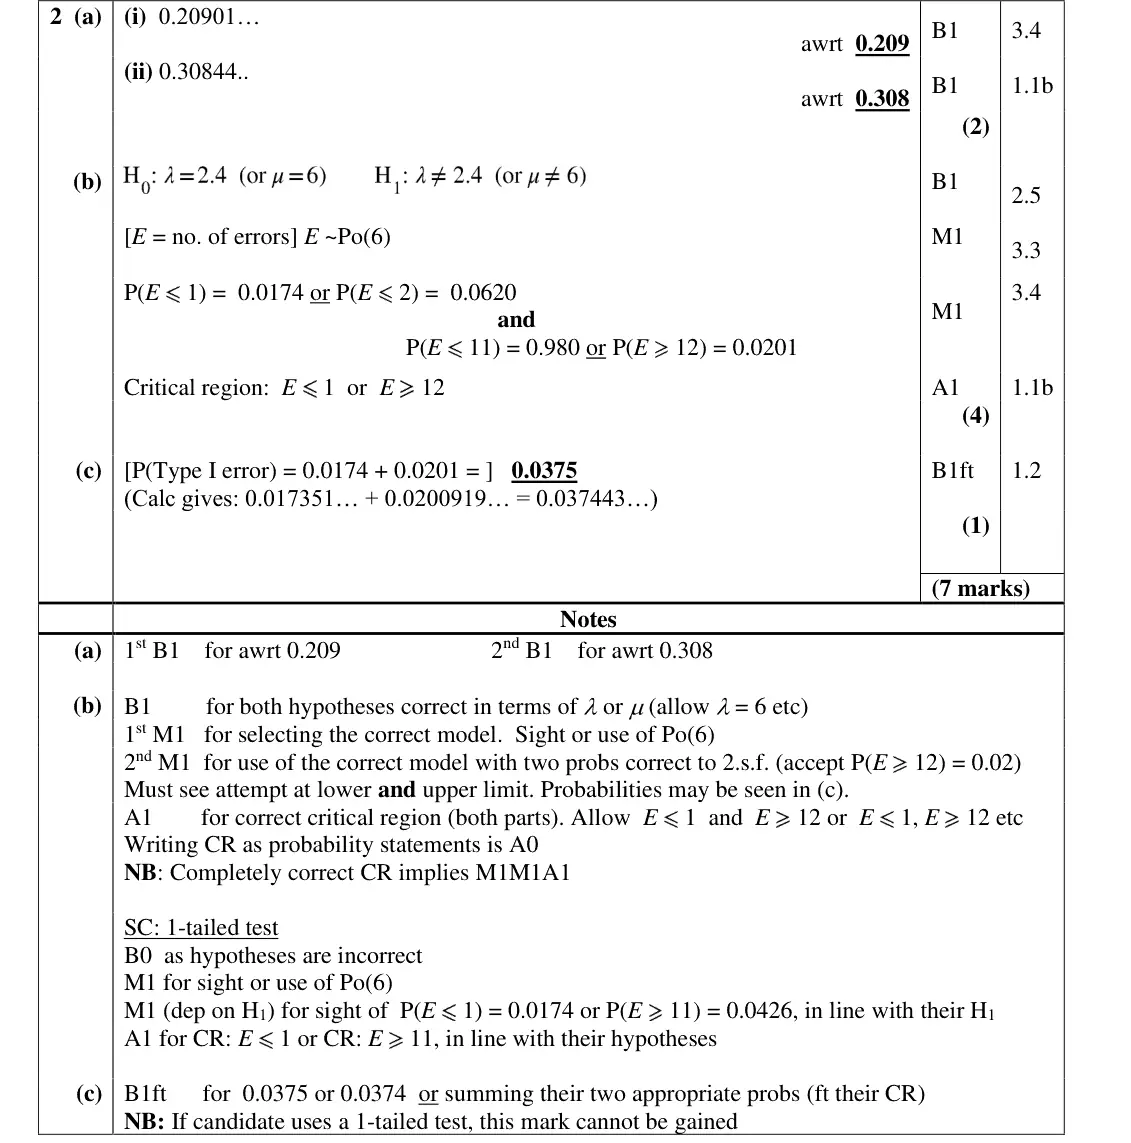 2 (a) (i) 0.20901… B1 3.4
awrt 0.209
(ii) 0.30844.. B1 1.1b
awrt 0.308
(2)
(b) H0: λ = 2.4 (or μ = 6) H1: λ ≠ 2.4 (or μ ≠ 6) B1 2.5
[E = no. of errors] E ~Po(6) M1 3.3
P(E ⩽ 1) = 0.0174 or P(E ⩽ 2) = 0.0620 3.4
and M1
P(E ⩽ 11) = 0.980 or P(E ⩾ 12) = 0.0201
Critical region: E ⩽ 1 or E ⩾ 12 A1 1.1b
(4)
(c) [P(Type I error) = 0.0174 + 0.0201 = ] 0.0375 B1ft 1.2
(Calc gives: 0.017351… + 0.0200919… = 0.037443…)
(1)
(7 marks)
Notes
(a) 1st B1 for awrt 0.209 2nd B1 for awrt 0.308
(b) B1 for both hypotheses correct in terms of λ or μ (allow λ = 6 etc)
1st M1 for selecting the correct model. Sight or use of Po(6)
2nd M1 for use of the correct model with two probs correct to 2.s.f. (accept P(E ⩾ 12) = 0.02)
Must see attempt at lower and upper limit. Probabilities may be seen in (c).
A1 for correct critical region (both parts). Allow E ⩽ 1 and E ⩾ 12 or E ⩽ 1, E ⩾ 12 etc
Writing CR as probability statements is A0
NB: Completely correct CR implies M1M1A1
SC: 1-tailed test
B0 as hypotheses are incorrect
M1 for sight or use of Po(6)
M1 (dep on H1) for sight of P(E ⩽ 1) = 0.0174 or P(E ⩾ 11) = 0.0426, in line with their H1
A1 for CR: E ⩽ 1 or CR: E ⩾ 11, in line with their hypotheses
(c) B1ft for 0.0375 or 0.0374 or summing their two appropriate probs (ft their CR)
NB: If candidate uses a 1-tailed test, this mark cannot be gained